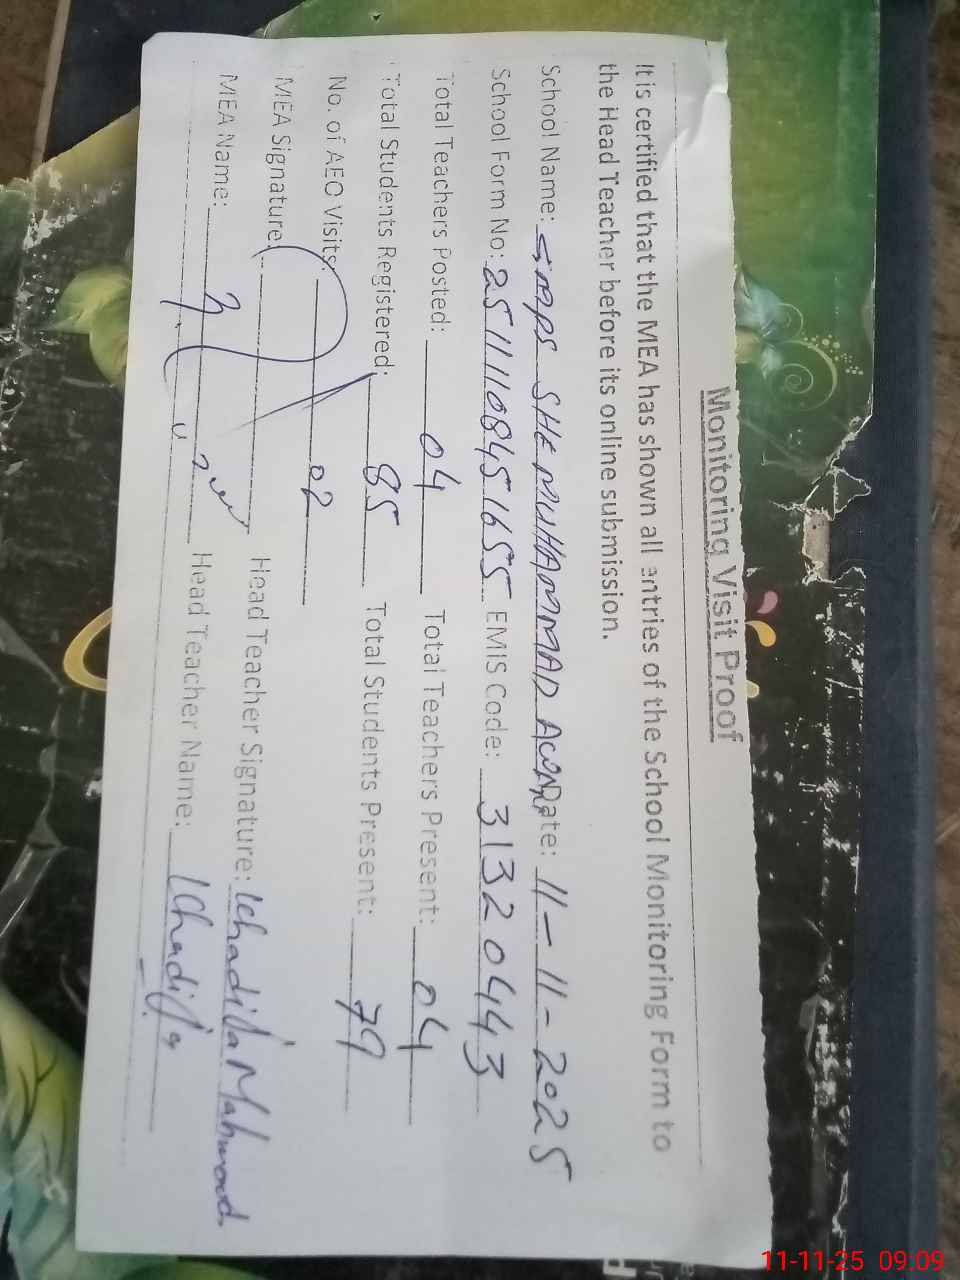 Monitoring Visit Proof
It is certified that the MEA has shown all entries of the School Monitoring Form to
the Head Teacher before its online submission.
School Name: GMPS SHE MUHAMMAD Date: 11-11-2025
School Form No: 251111084551655 EMIS Code: 31320443
Total Teachers Posted: 04 Total Teachers Present: 04
Total Students Registered: 85 Total Students Present: 79
No. of AEO Visits: 02
MEA Signature: Head Teacher Signature: Khadija Mahmood
MEA Name: Head Teacher Name: Khadija
11-11-25 09:09